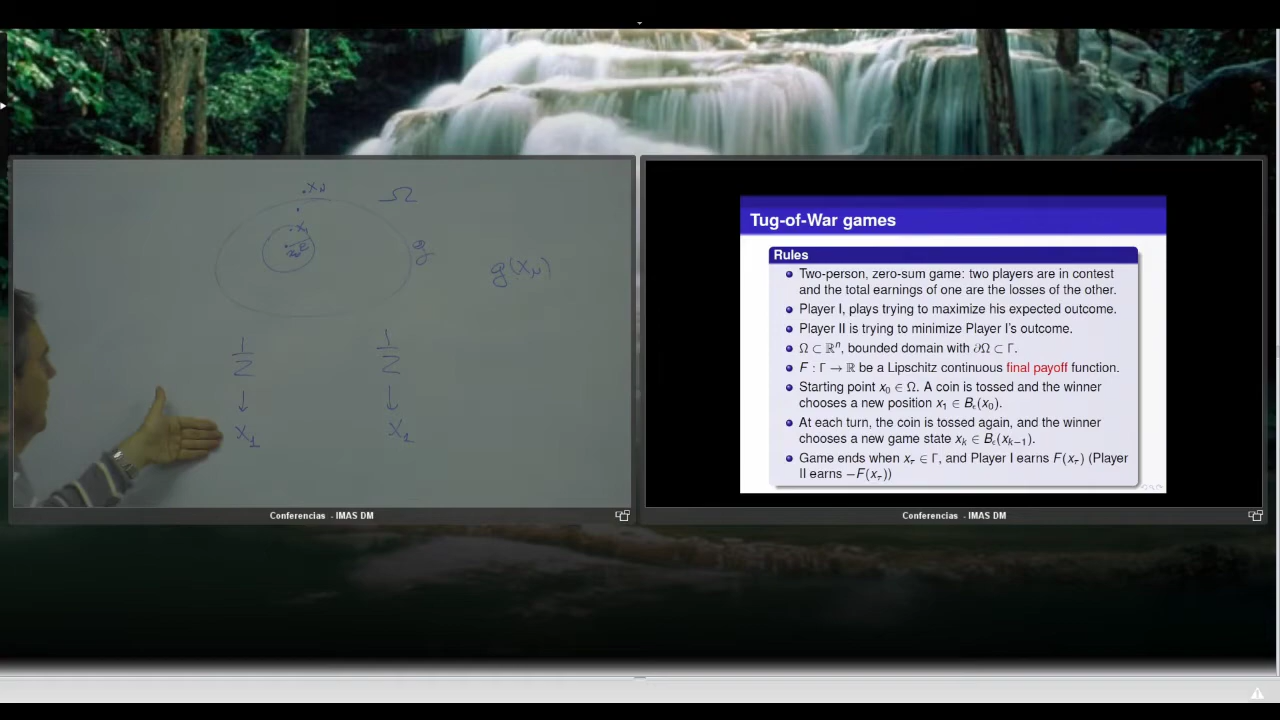 .x_N
Ω
. x_1
x_0 ε
g
g(x_N)
1/2 1/2
↓ ↓
x_1 x_1
Conferencias - IMAS DM
Tug-of-War games
Rules
Two-person, zero-sum game: two players are in contest
and the total earnings of one are the losses of the other.
Player I, plays trying to maximize his expected outcome.
Player II is trying to minimize Player I's outcome.
Ω ⊂ ℝⁿ, bounded domain with ∂Ω ⊂ Γ.
F : Γ → ℝ be a Lipschitz continuous final payoff function.
Starting point x₀ ∈ Ω. A coin is tossed and the winner
chooses a new position x₁ ∈ B_ε(x₀).
At each turn, the coin is tossed again, and the winner
chooses a new game state x_k ∈ B_ε(x_{k−1}).
Game ends when x_τ ∈ Γ, and Player I earns F(x_τ) (Player
II earns −F(x_τ))
Conferencias - IMAS DM